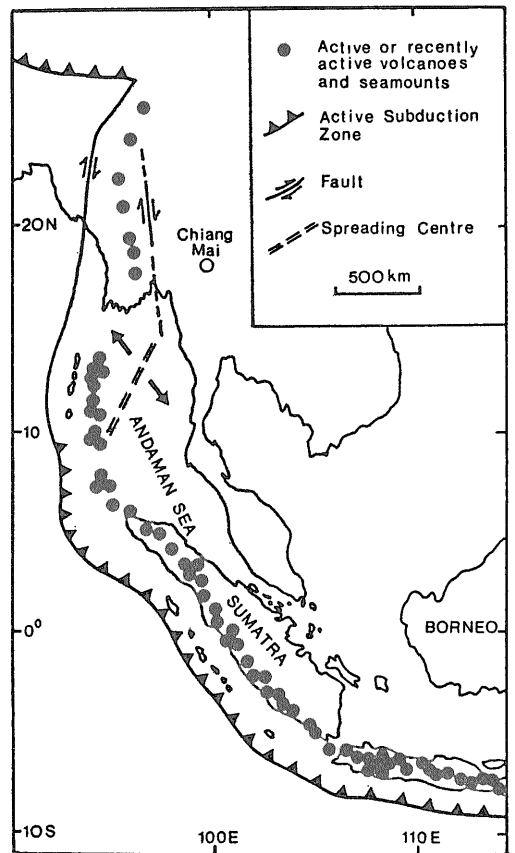 Active or recently
active volcanoes
and seamounts
Active Subduction
Zone
Fault
Spreading Centre
500 km
20N
Chiang
Mai
10
ANDAMAN SEA
SUMATRA
BORNEO
0°
10S
100E
110E